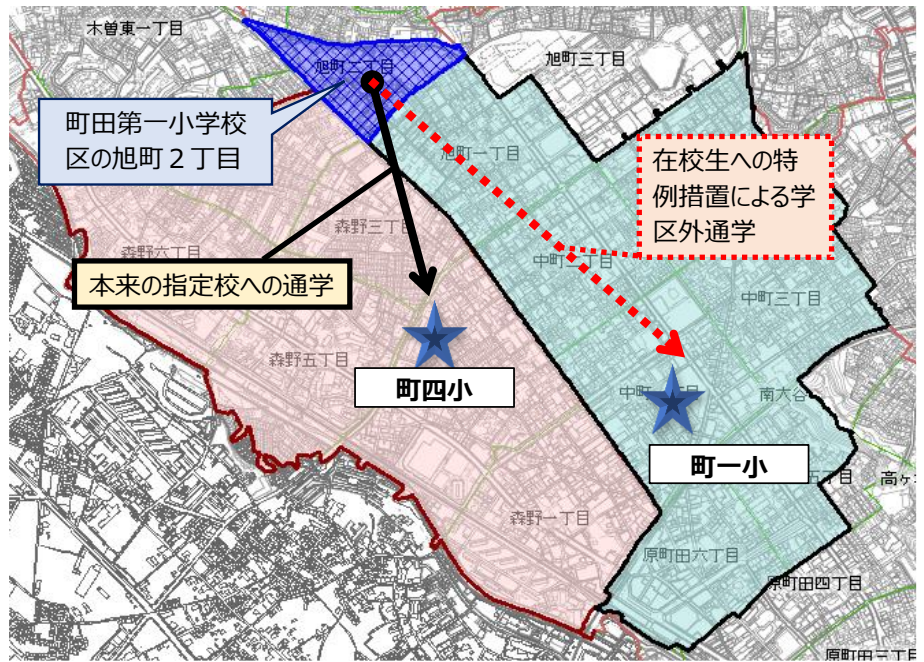 木曽東一丁目
旭町三丁目
旭町二丁目
町田第一小学校
区の旭町２丁目
旭町一丁目
在校生への特
例措置による学
区外通学
森野三丁目
森野六丁目
中町二丁目
本来の指定校への通学
中町三丁目
森野五丁目
町四小
南大谷
町一小
高ヶ
森野一丁目
原町田六丁目
原町田四丁目
原町田三丁目